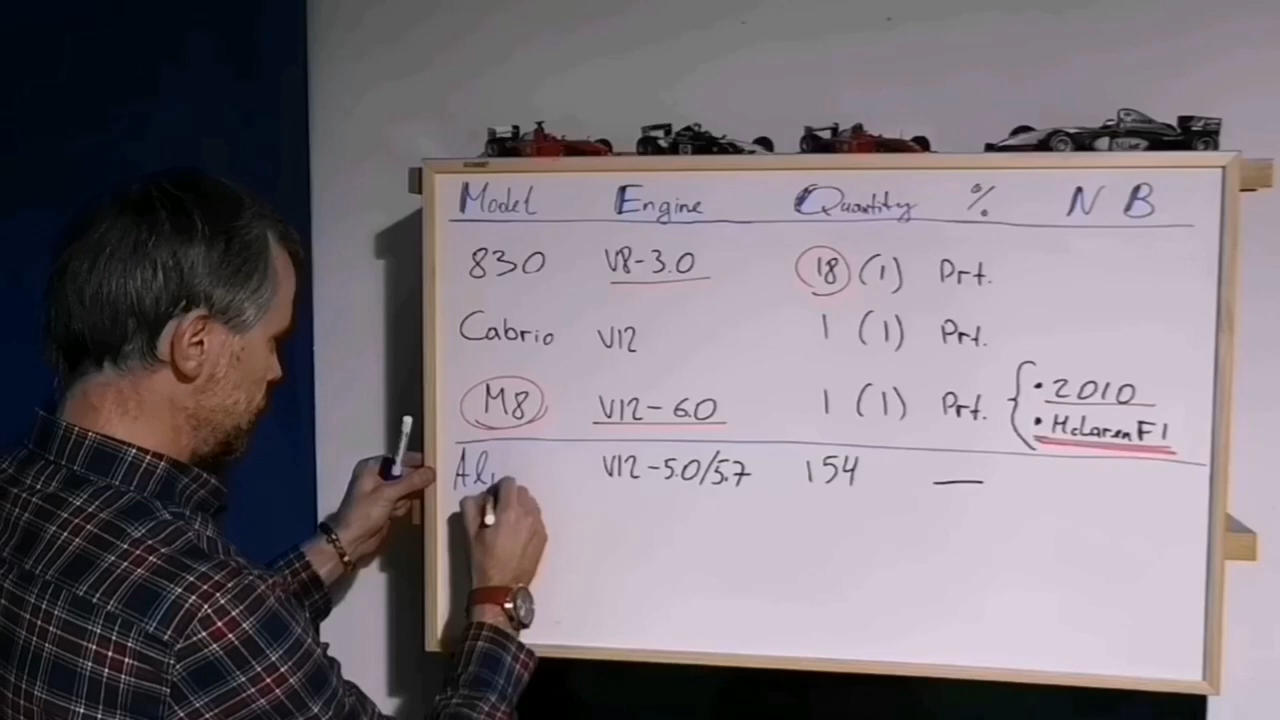 Model Engine Quantity % NB
830 V8-3.0 18 (1) Prt.
Cabrio V12 1 (1) Prt.
M8 V12-6.0 1 (1) Prt. • 2010
• McLaren F1
V12-5.0/5.7 154 —